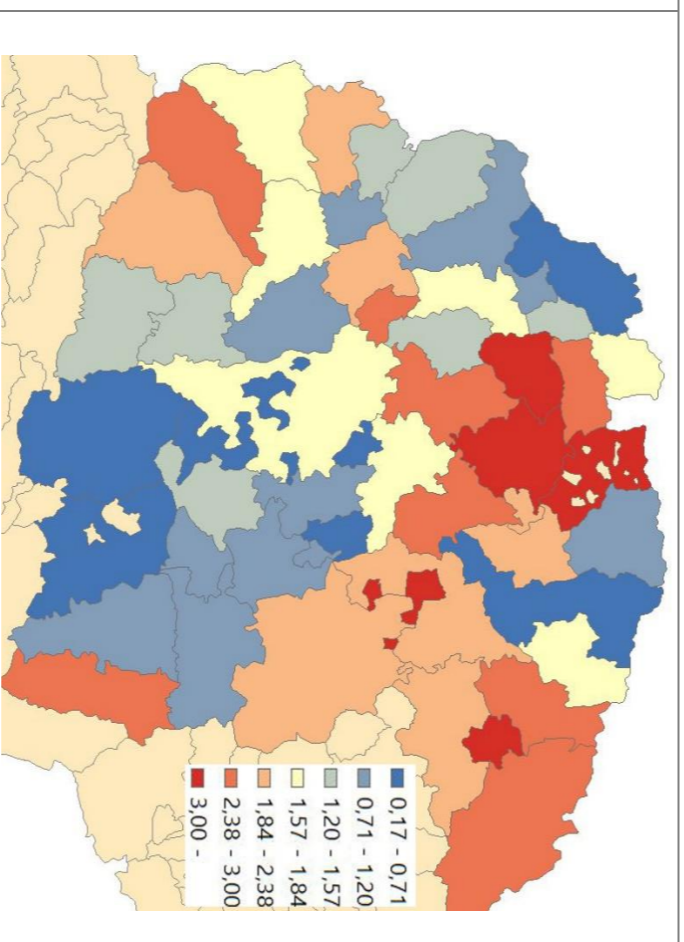 0,17 - 0,71
0,71 - 1,20
1,20 - 1,57
1,57 - 1,84
1,84 - 2,38
2,38 - 3,00
3,00 -